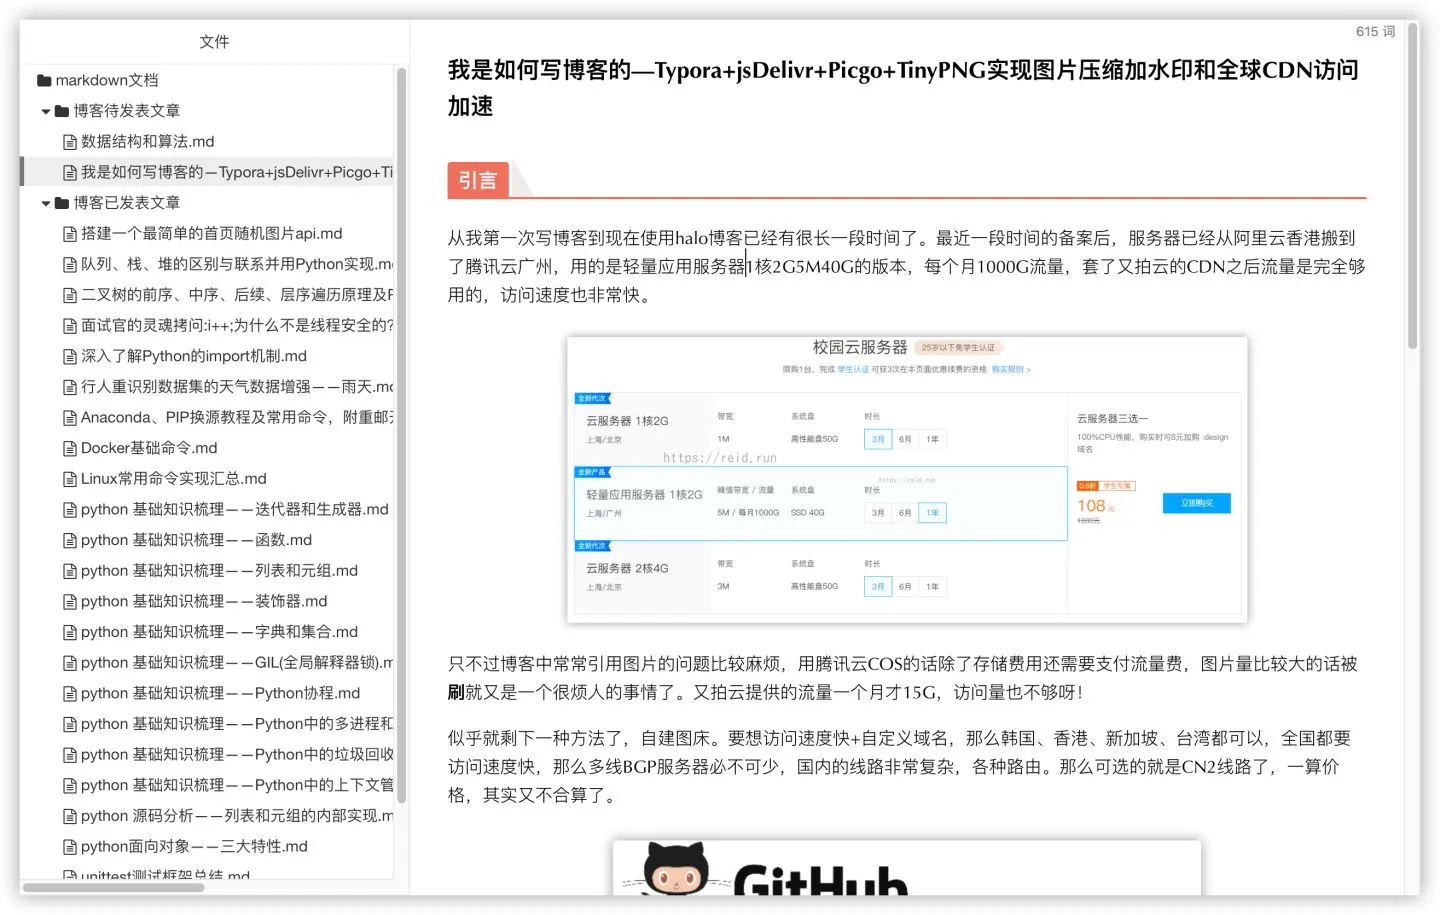 文件
615 词
markdown文档
博客待发表文章
数据结构和算法.md
我是如何写博客的—Typora+jsDelivr+Picgo+Ti
博客已发表文章
搭建一个最简单的首页随机图片api.md
队列、栈、堆的区别与联系并用Python实现.m
二叉树的前序、中序、后续、层序遍历原理及
面试官的灵魂拷问:i++;为什么不是线程安全的?
深入了解Python的import机制.md
行人重识别数据集的天气数据增强——雨天.md
Anaconda、PIP换源教程及常用命令，附重邮
Docker基础命令.md
Linux常用命令实现汇总.md
python 基础知识梳理——迭代器和生成器.md
python 基础知识梳理——函数.md
python 基础知识梳理——列表和元组.md
python 基础知识梳理——装饰器.md
python 基础知识梳理——字典和集合.md
python 基础知识梳理——GIL(全局解释器锁).m
python 基础知识梳理——Python协程.md
python 基础知识梳理——Python中的多进程和
python 基础知识梳理——Python中的垃圾回收
python 基础知识梳理——Python中的上下文管
python 源码分析——列表和元组的内部实现.m
python面向对象——三大特性.md
unittest测试框架总结.md
我是如何写博客的—Typora+jsDelivr+Picgo+TinyPNG实现图片压缩加水印和全球CDN访问
加速
引言
从我第一次写博客到现在使用halo博客已经有很长一段时间了。最近一段时间的备案后，服务器已经从阿里云香港搬到
了腾讯云广州，用的是轻量应用服务器1核2G5M40G的版本，每个月1000G流量，套了又拍云的CDN之后流量是完全够
用的，访问速度也非常快。
校园云服务器 25岁以下免学生认证
限购1台，完成 学生认证 可获3次在本页面优惠续费的资格 购买规则 >
全新代次
云服务器 1核2G 带宽 系统盘 时长
上海/北京 1M 高性能盘50G 3月 6月 1年
https://reid.run
全新产品
https://reid.run
轻量应用服务器 1核2G 峰值带宽 / 流量 系统盘 时长
上海/广州 5M / 每月1000G SSD 40G 3月 6月 1年
全新代次
云服务器 2核4G 带宽 系统盘 时长
上海/北京 3M 高性能盘50G 3月 6月 1年
云服务器三选一
100%CPU性能，购买时可8元加购 .design
域名
0.6折 学生专属
108 元
立即购买
1500元
只不过博客中常常引用图片的问题比较麻烦，用腾讯云COS的话除了存储费用还需要支付流量费，图片量比较大的话被
刷就又是一个很烦人的事情了。又拍云提供的流量一个月才15G，访问量也不够呀！
似乎就剩下一种方法了，自建图床。要想访问速度快+自定义域名，那么韩国、香港、新加坡、台湾都可以，全国都要
访问速度快，那么多线BGP服务器必不可少，国内的线路非常复杂，各种路由。那么可选的就是CN2线路了，一算价
格，其实又不合算了。
GitHub